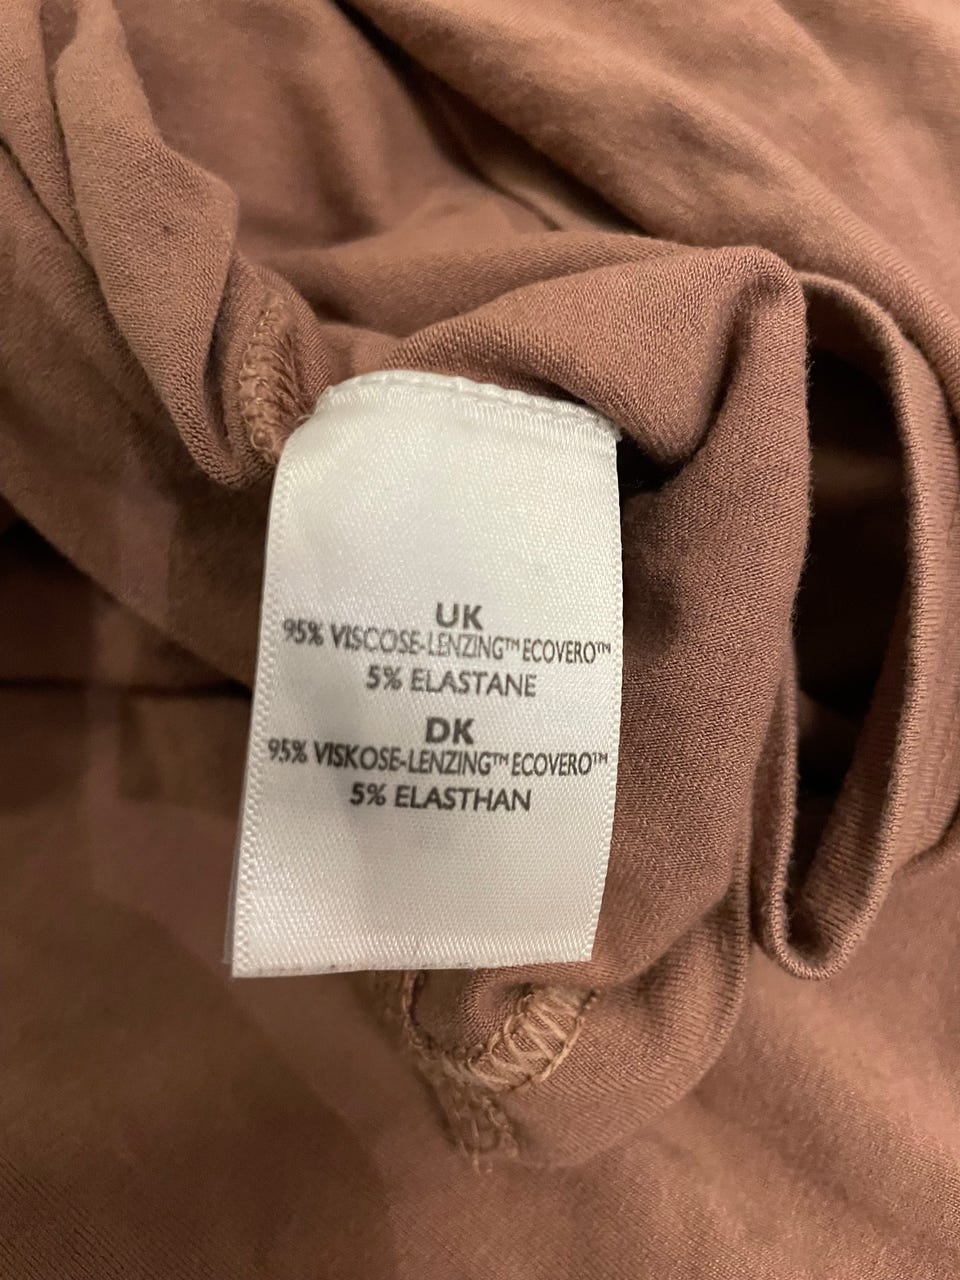 UK
95% VISCOSE-LENZING™ ECOVERO™
5% ELASTANE
DK
95% VISKOSE-LENZING™ ECOVERO™
5% ELASTHAN